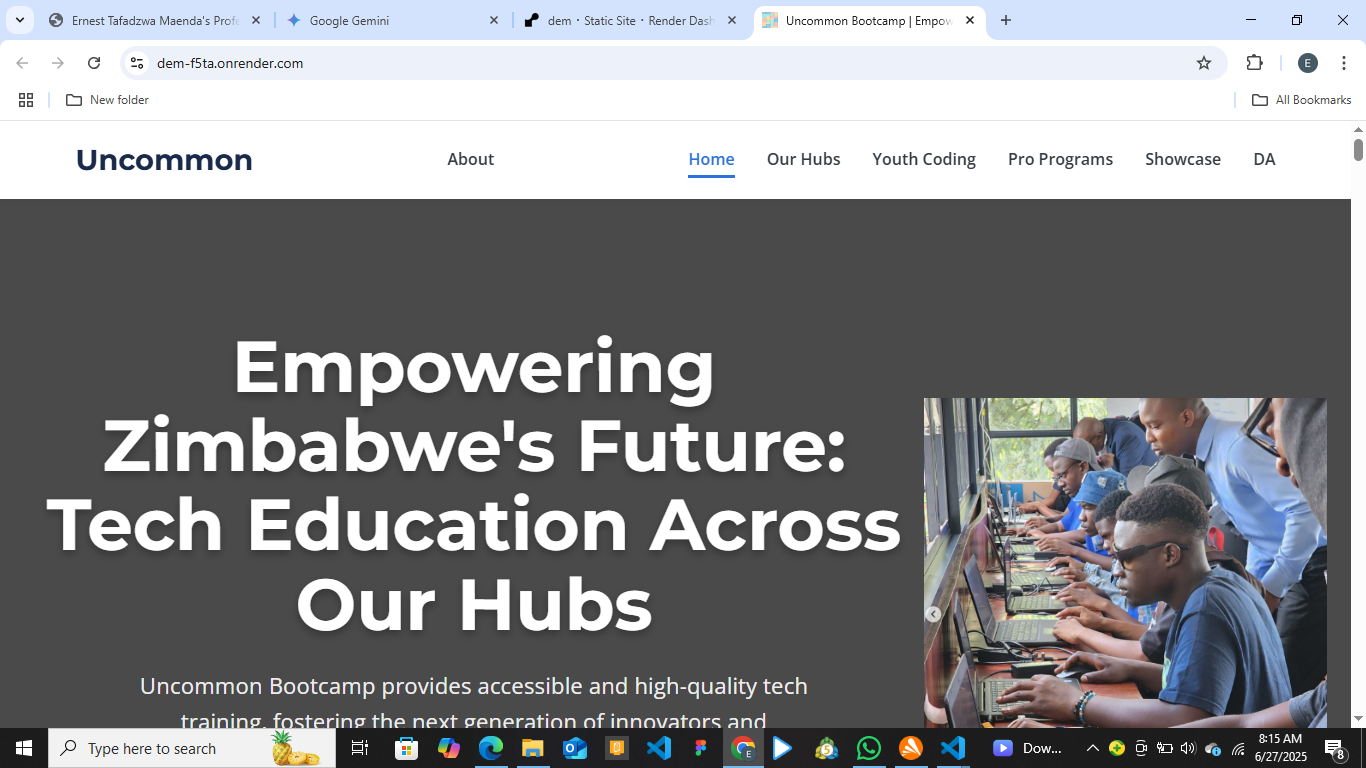 Ernest Tafadzwa Maenda's Profe
Google Gemini
dem · Static Site · Render Dash
Uncommon Bootcamp | Empow
dem-f5ta.onrender.com
E
New folder
All Bookmarks
Uncommon
About
Home
Our Hubs
Youth Coding
Pro Programs
Showcase
DA
Empowering
Zimbabwe's Future:
Tech Education Across
Our Hubs
Uncommon Bootcamp provides accessible and high-quality tech
training, fostering the next generation of innovators and
Type here to search
E
Dow...
8:15 AM
6/27/2025
8